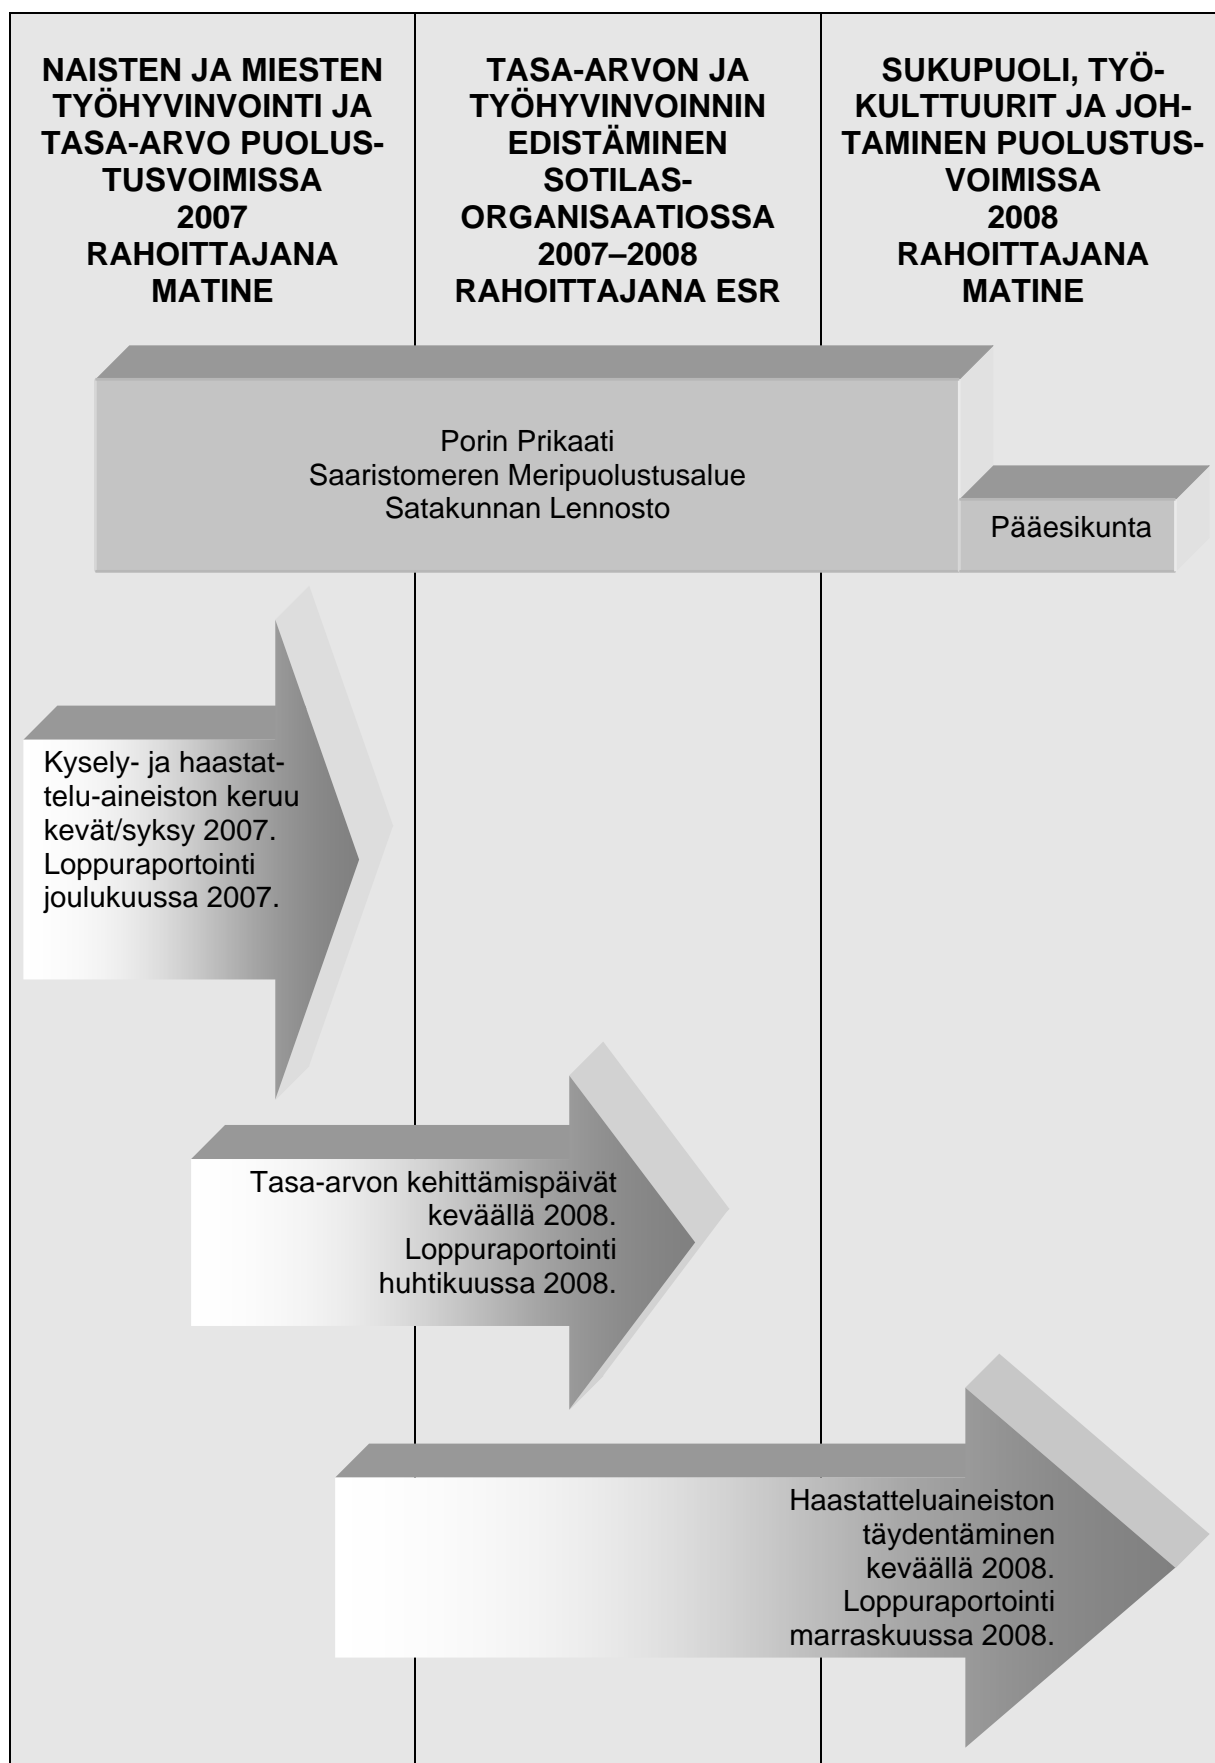 NAISTEN JA MIESTEN
TYÖHYVINVOINTI JA
TASA-ARVO PUOLUS-
TUSVOIMISSA
2007
RAHOITTAJANA
MATINE
TASA-ARVON JA
TYÖHYVINVOINNIN
EDISTÄMINEN
SOTILAS-
ORGANISAATIOSSA
2007–2008
RAHOITTAJANA ESR
SUKUPUOLI, TYÖ-
KULTTUURIT JA JOH-
TAMINEN PUOLUSTUS-
VOIMISSA
2008
RAHOITTAJANA
MATINE
Porin Prikaati
Saaristomeren Meripuolustusalue
Satakunnan Lennosto
Pääesikunta
Kysely- ja haastat-
telu-aineiston keruu
kevät/syksy 2007.
Loppuraportointi
joulukuussa 2007.
Tasa-arvon kehittämispäivät
keväällä 2008.
Loppuraportointi
huhtikuussa 2008.
Haastatteluaineiston
täydentäminen
keväällä 2008.
Loppuraportointi
marraskuussa 2008.